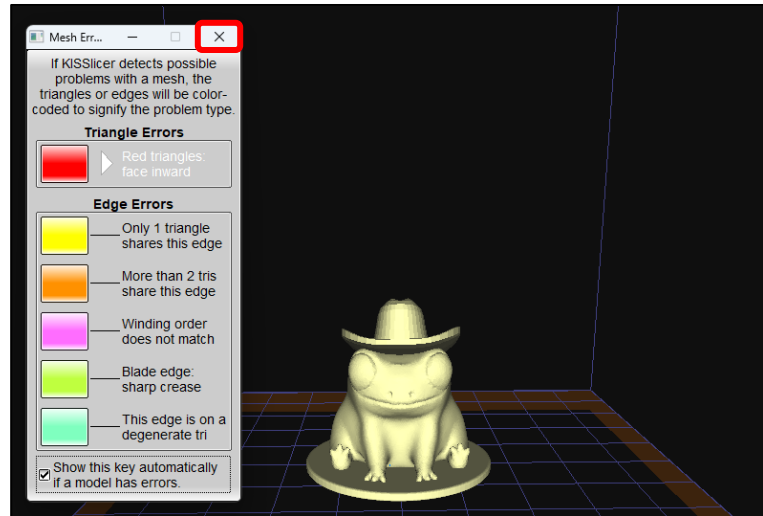 Mesh Err...
If KISSlicer detects possible
problems with a mesh, the
triangles or edges will be color-
coded to signify the problem type.
Triangle Errors
Red triangles:
face inward
Edge Errors
Only 1 triangle
shares this edge
More than 2 tris
share this edge
Winding order
does not match
Blade edge:
sharp crease
This edge is on a
degenerate tri
Show this key automatically
if a model has errors.